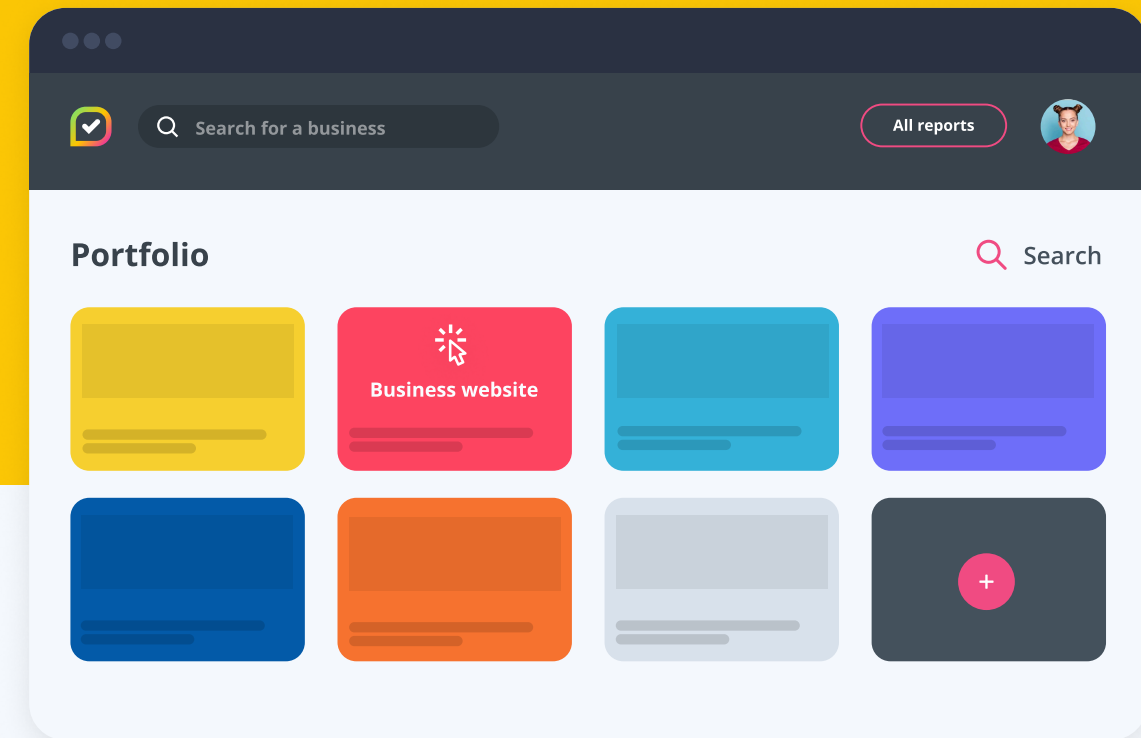 Search for a business
All reports
Portfolio
Search
Business website